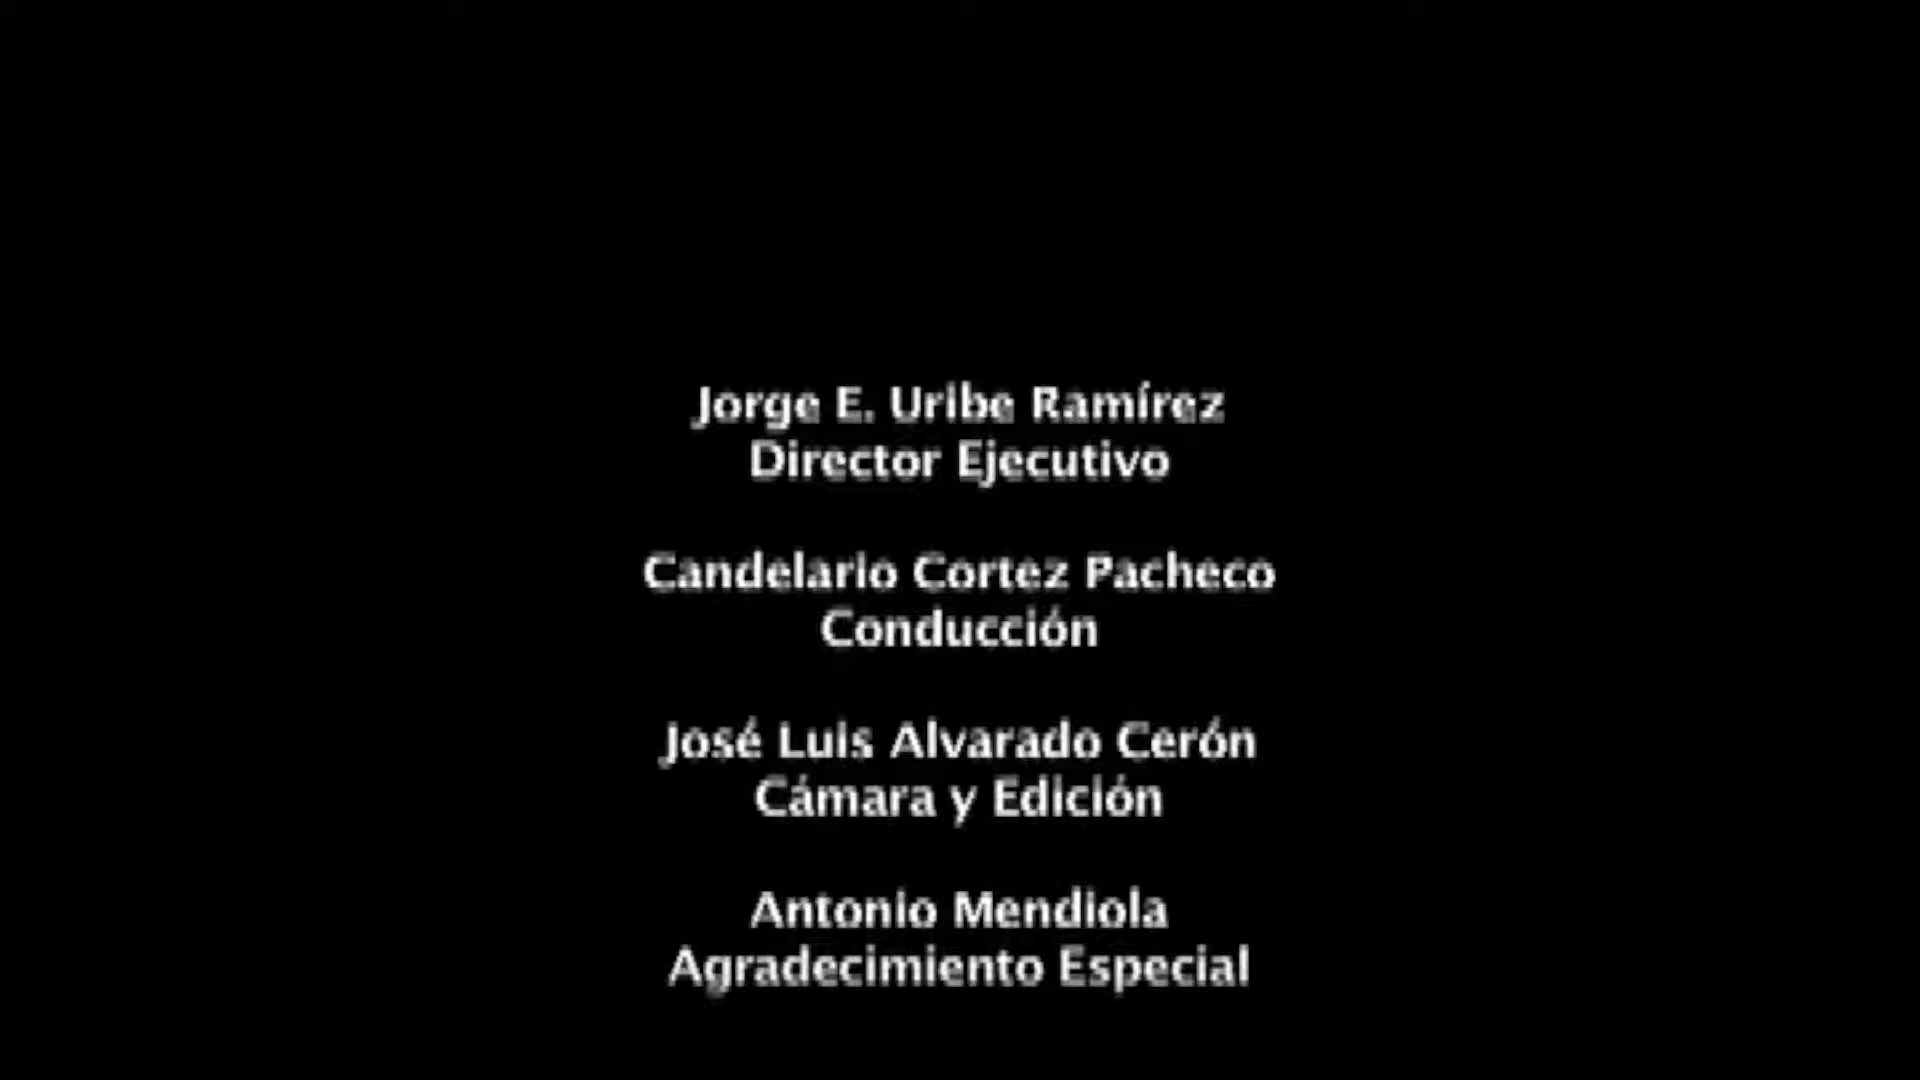 Jorge E. Uribe Ramírez
Director Ejecutivo
Candelario Cortez Pacheco
Conducción
José Luis Alvarado Cerón
Cámara y Edición
Antonio Mendiola
Agradecimiento Especial